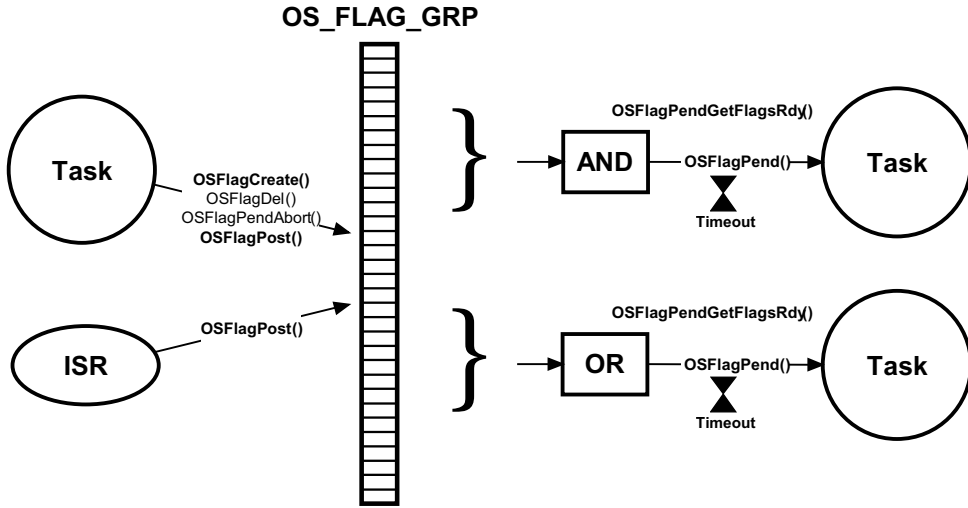 OS_FLAG_GRP
Task
OSFlagCreate()
OSFlagDel()
OSFlagPendAbort()
OSFlagPost()
ISR
OSFlagPost()
OSFlagPendGetFlagsRdy()
AND
OSFlagPend()
Timeout
Task
OSFlagPendGetFlagsRdy()
OR
OSFlagPend()
Timeout
Task